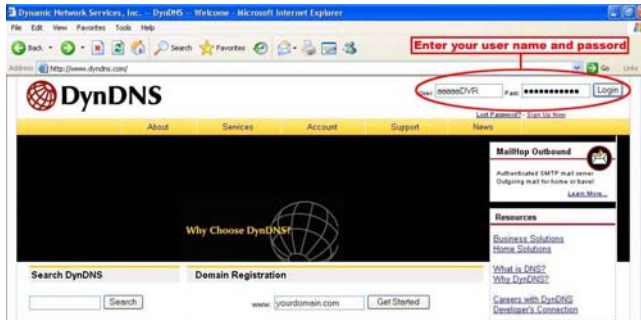 Dynamic Network Services, Inc. -- DynDNS -- Welcome - Microsoft Internet Explorer
File Edit View Favorites Tools Help
Back Search Favorites
Enter your user name and passord
Address http://www.dyndns.com/ Go Links
DynDNS
User: Pass: Login
Lost Password? - Sign Up Now
About Services Account Support News
MailHop Outbound
Authenticated SMTP mail server
Outgoing mail for home or travel
Learn More...
Why Choose DynDNS?
Resources
Business Solutions
Home Solutions
What is DNS?
Why DynDNS?
Careers with DynDNS
Developer's Connection
Search DynDNS
Search
Domain Registration
www. yourdomain.com Get Started